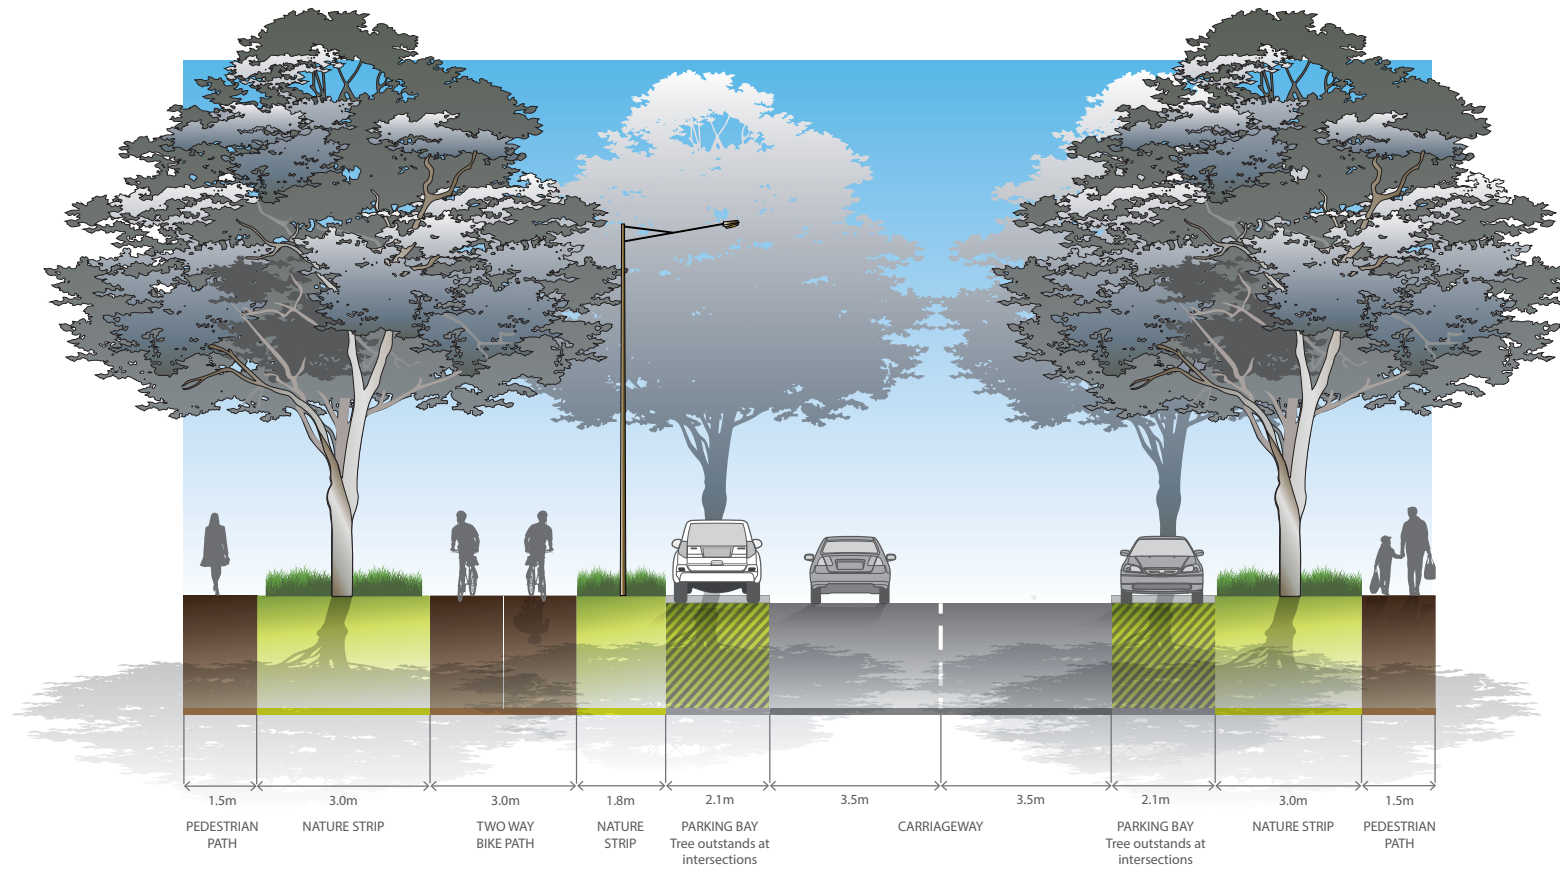 1.5m
3.0m
3.0m
1.8m
2.1m
3.5m
3.5m
2.1m
3.0m
1.5m
PEDESTRIAN
PATH
NATURE STRIP
TWO WAY
BIKE PATH
NATURE
STRIP
PARKING BAY
Tree outstands at
intersections
CARRIAGEWAY
PARKING BAY
Tree outstands at
intersections
NATURE STRIP
PEDESTRIAN
PATH